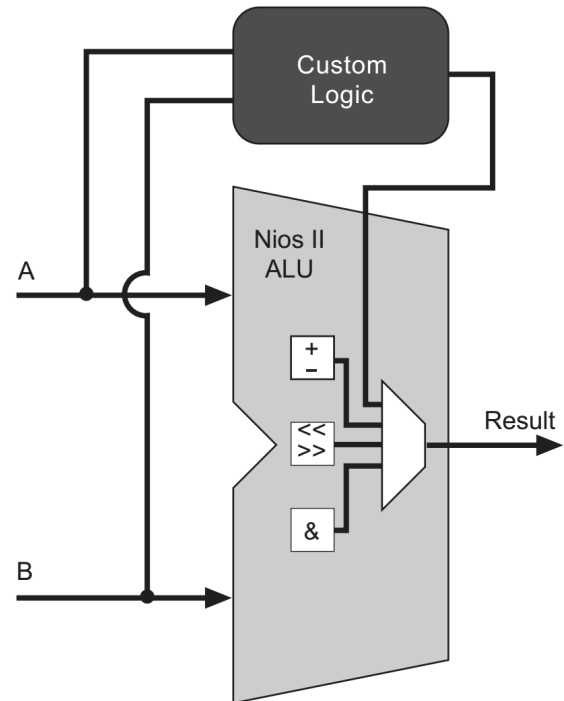 Custom
Logic
Nios II
ALU
A
+
-
<<
>>
Result
&
B